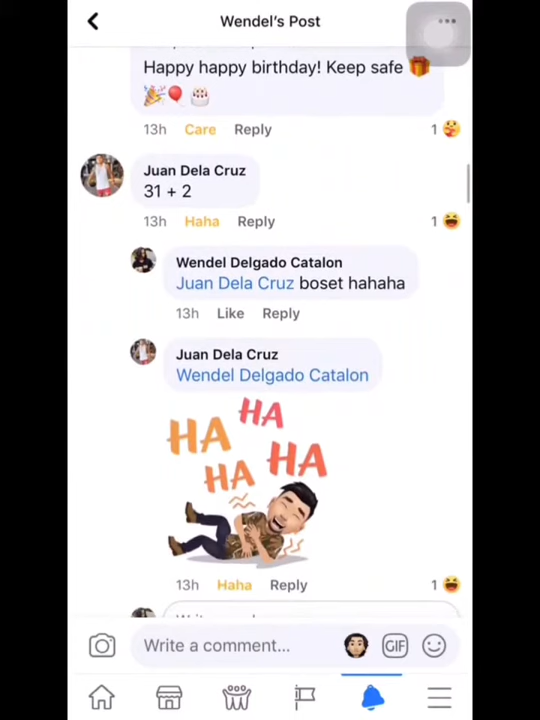 Wendel's Post
Happy happy birthday! Keep safe 🎁
🎉🎈🎂
13h Care Reply 1
Juan Dela Cruz
31 + 2
13h Haha Reply 1
Wendel Delgado Catalon
Juan Dela Cruz boset hahaha
13h Like Reply
Juan Dela Cruz
Wendel Delgado Catalon
HA
HA
HA
HA
13h Haha Reply 1
Write a comment...
GIF